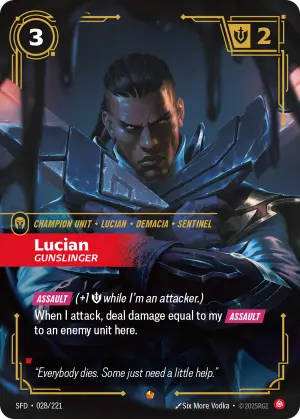 3
2
CHAMPION UNIT • LUCIAN • DEMACIA • SENTINEL
Lucian
GUNSLINGER
ASSAULT (+1 while I'm an attacker.)
When I attack, deal damage equal to my ASSAULT
to an enemy unit here.
"Everybody dies. Some just need a little help."
SFD • 028/221
Six More Vodka • ©2025RG